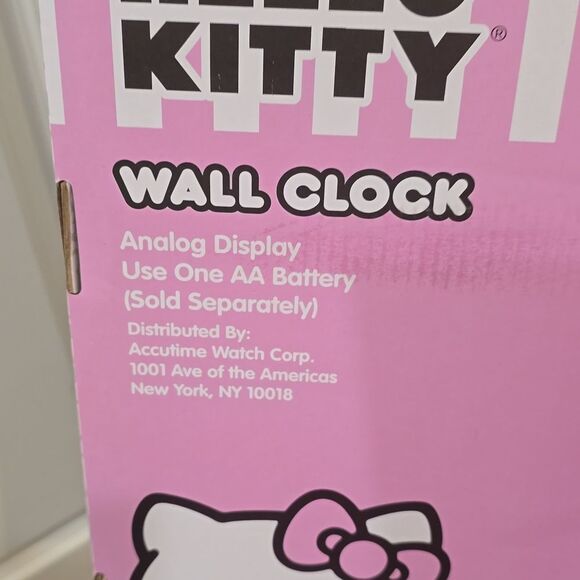 HELLO
KITTY®
WALL CLOCK
Analog Display
Use One AA Battery
(Sold Separately)
Distributed By:
Accutime Watch Corp.
1001 Ave of the Americas
New York, NY 10018